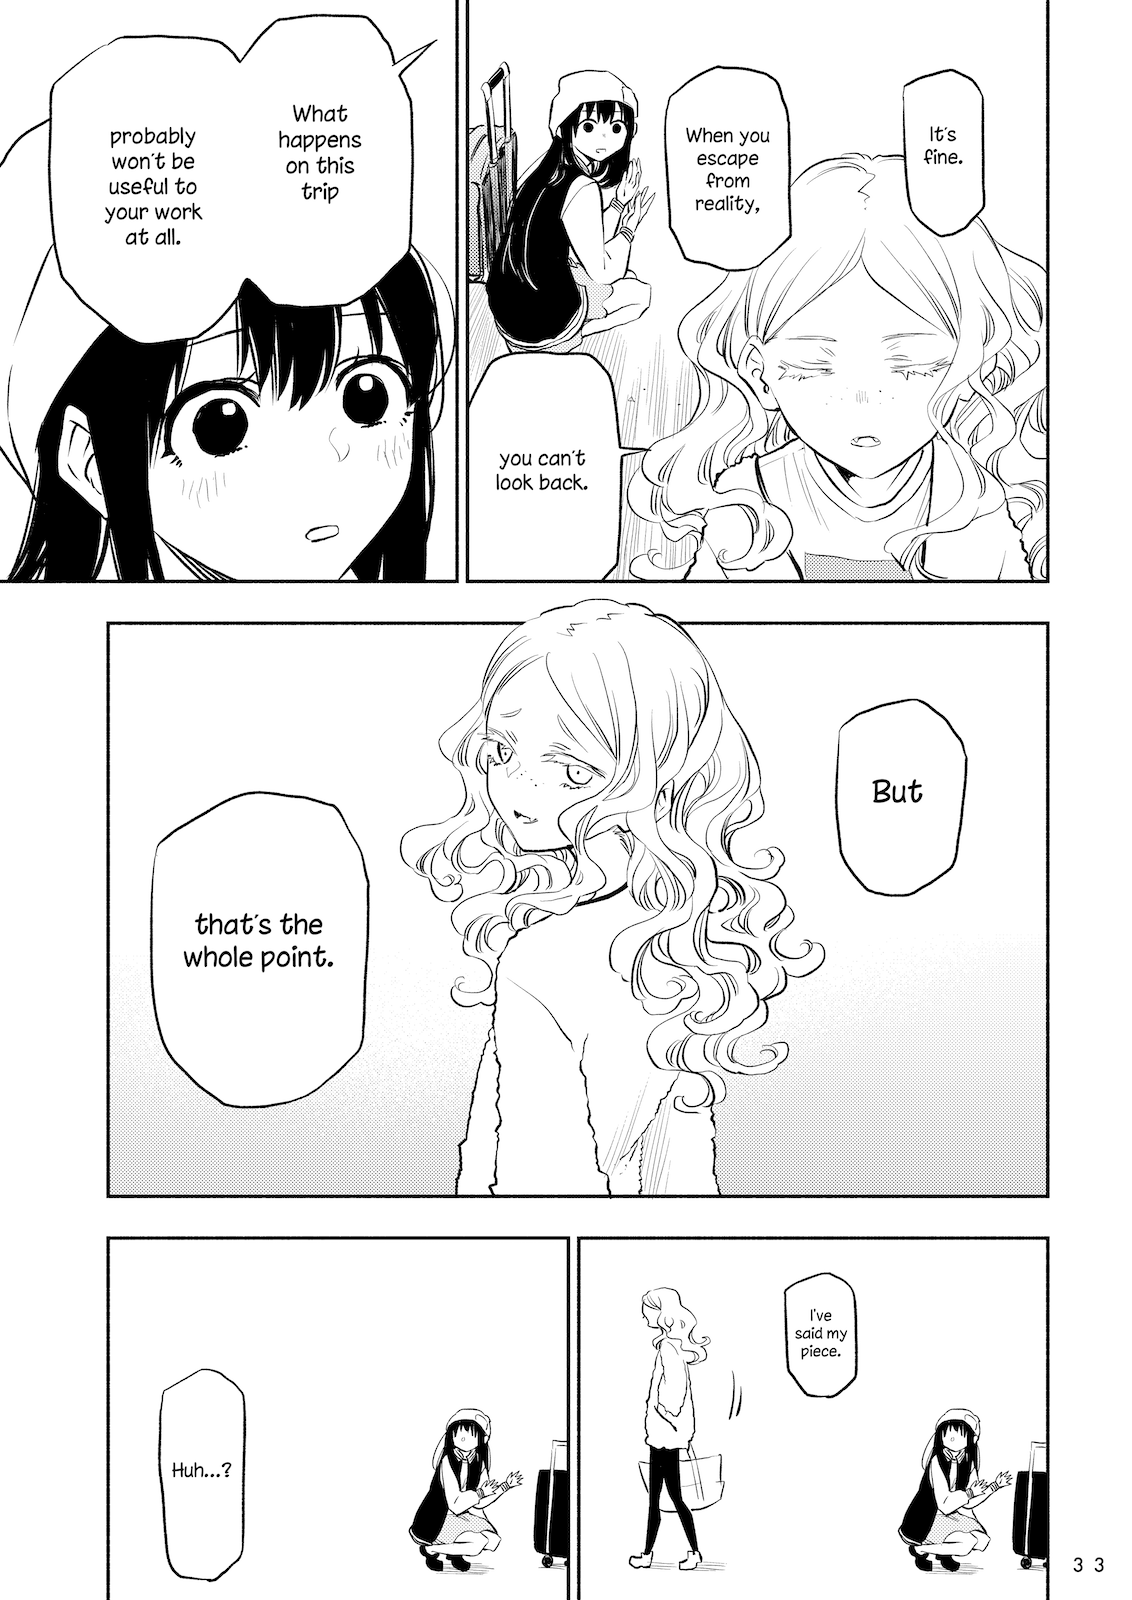 It's
fine.
When you
escape
from
reality,
you can't
look back.
What
happens
on this
trip
probably
won't be
useful to
your work
at all.
But
that's the
whole point.
I've
said my
piece.
Huh...?
33